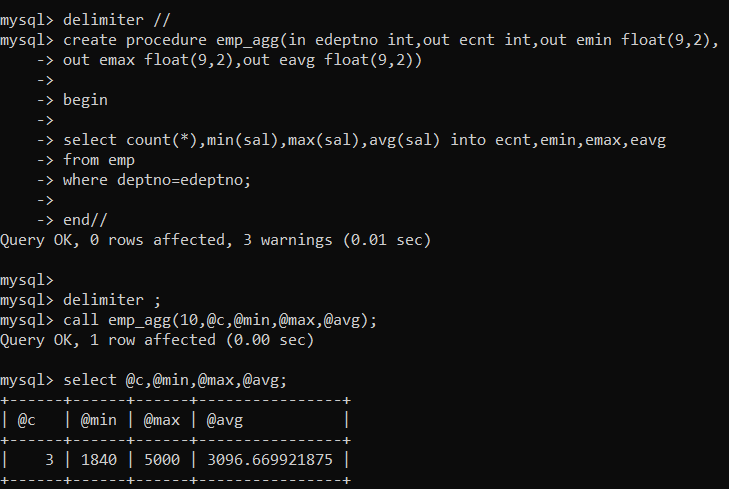 mysql> delimiter //
mysql> create procedure emp_agg(in edeptno int,out ecnt int,out emin float(9,2),
    -> out emax float(9,2),out eavg float(9,2))
    ->
    -> begin
    ->
    -> select count(*),min(sal),max(sal),avg(sal) into ecnt,emin,emax,eavg
    -> from emp
    -> where deptno=edeptno;
    ->
    -> end//
Query OK, 0 rows affected, 3 warnings (0.01 sec)

mysql>
mysql> delimiter ;
mysql> call emp_agg(10,@c,@min,@max,@avg);
Query OK, 1 row affected (0.00 sec)

mysql> select @c,@min,@max,@avg;
+------+------+------+----------------+
| @c   | @min | @max | @avg           |
+------+------+------+----------------+
|    3 | 1840 | 5000 | 3096.669921875 |
+------+------+------+----------------+